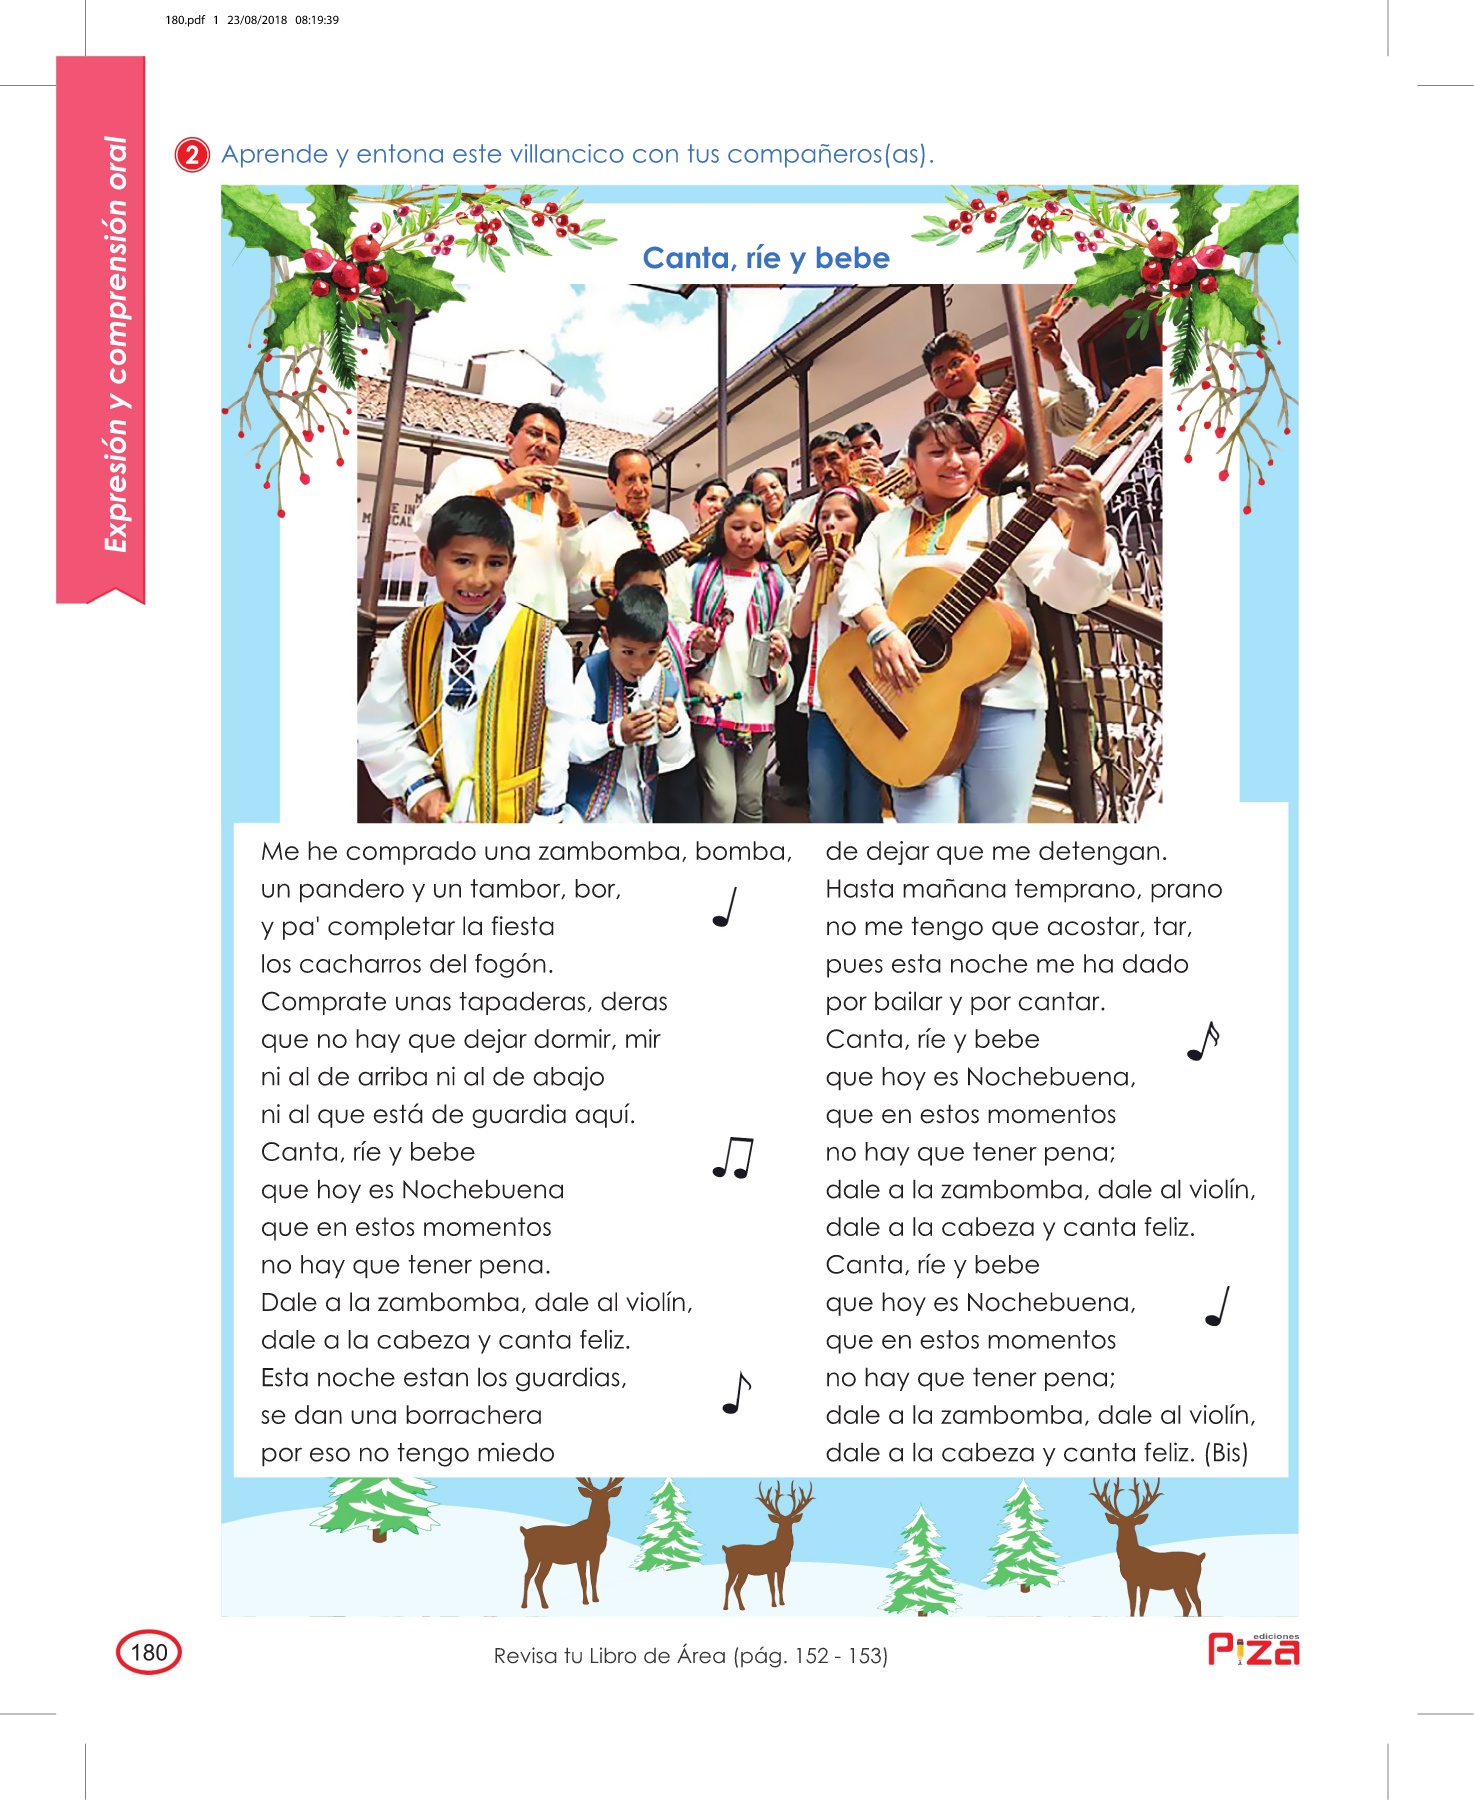 180.pdf 1 23/08/2018 08:19:39
Expresión y comprensión oral
2 Aprende y entona este villancico con tus compañeros(as).
Canta, ríe y bebe
Me he comprado una zambomba, bomba,
un pandero y un tambor, bor,
y pa' completar la fiesta
los cacharros del fogón.
Comprate unas tapaderas, deras
que no hay que dejar dormir, mir
ni al de arriba ni al de abajo
ni al que está de guardia aquí.
Canta, ríe y bebe
que hoy es Nochebuena
que en estos momentos
no hay que tener pena.
Dale a la zambomba, dale al violín,
dale a la cabeza y canta feliz.
Esta noche estan los guardias,
se dan una borrachera
por eso no tengo miedo
de dejar que me detengan.
Hasta mañana temprano, prano
no me tengo que acostar, tar,
pues esta noche me ha dado
por bailar y por cantar.
Canta, ríe y bebe
que hoy es Nochebuena,
que en estos momentos
no hay que tener pena;
dale a la zambomba, dale al violín,
dale a la cabeza y canta feliz.
Canta, ríe y bebe
que hoy es Nochebuena,
que en estos momentos
no hay que tener pena;
dale a la zambomba, dale al violín,
dale a la cabeza y canta feliz. (Bis)
180
Revisa tu Libro de Área (pág. 152 - 153)
ediciones
Piza